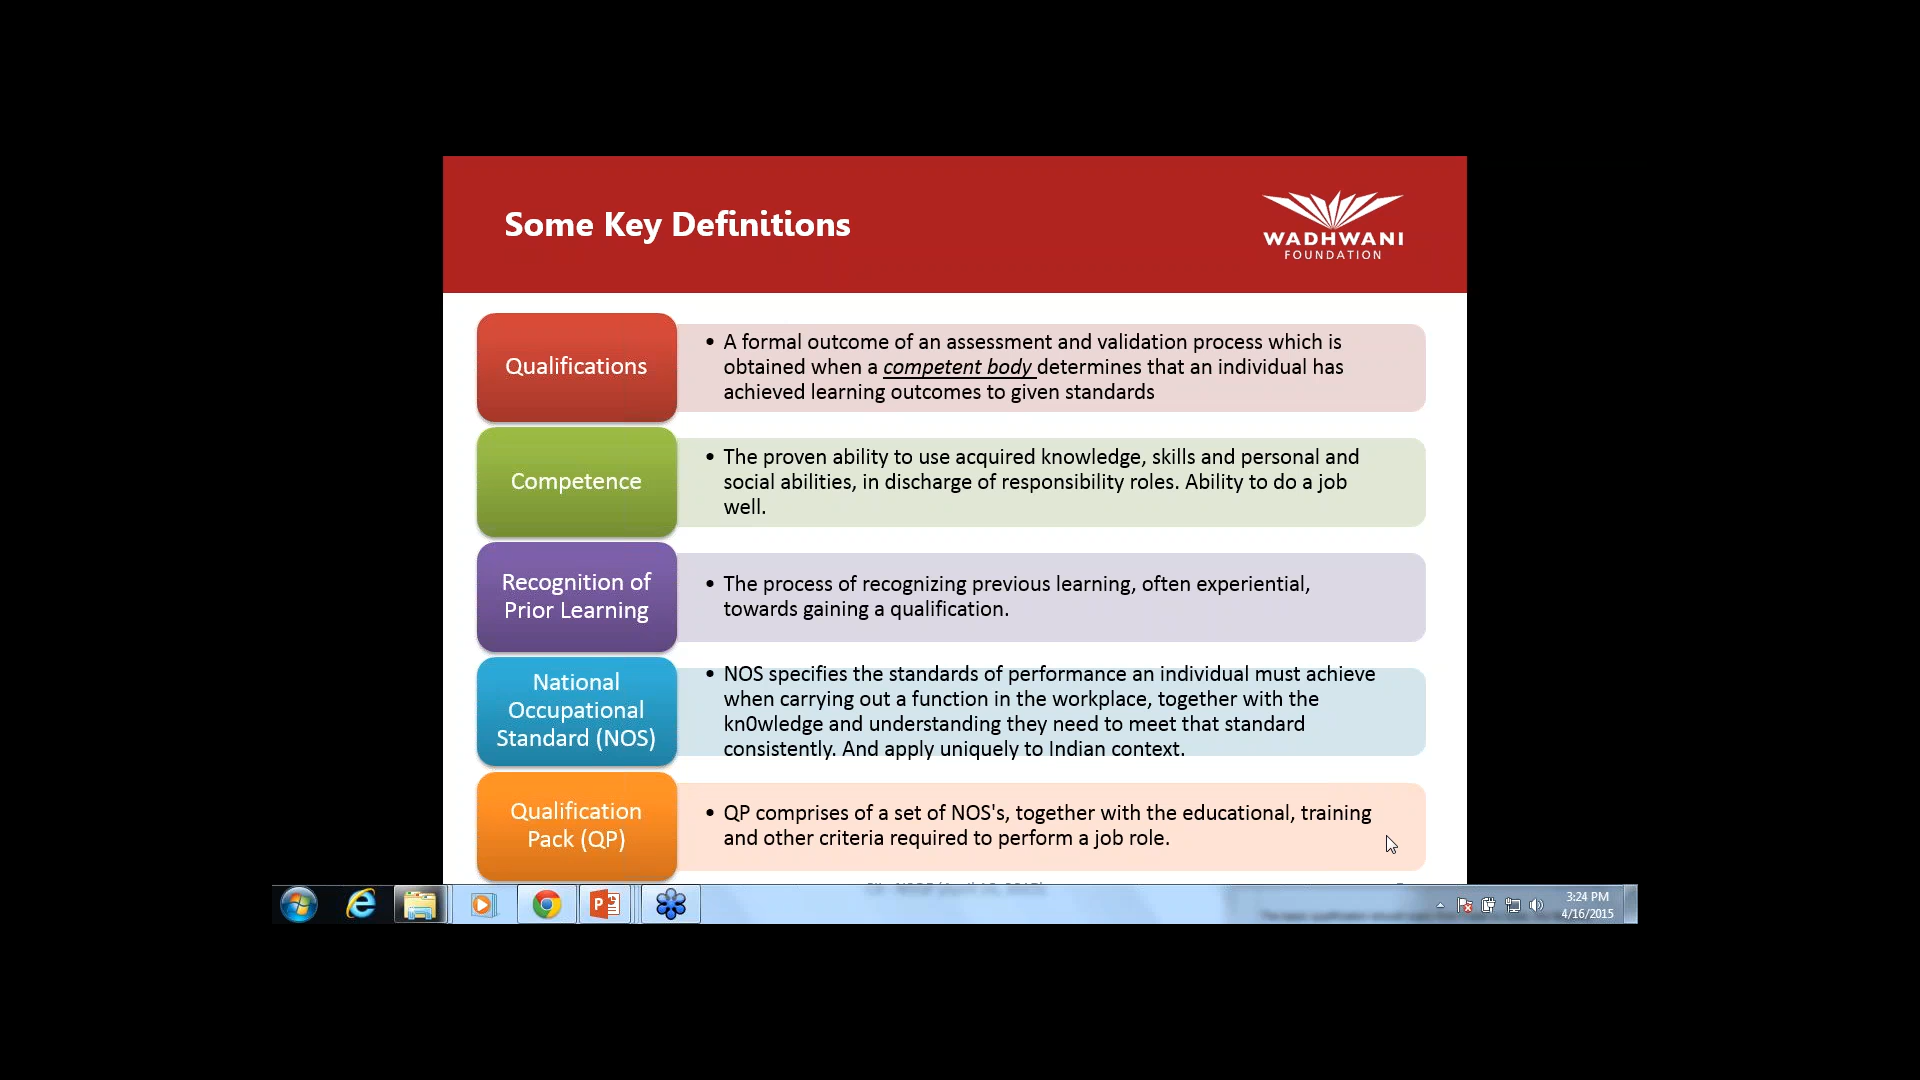 Some Key Definitions
WADHWANI
FOUNDATION
Qualifications
• A formal outcome of an assessment and validation process which is
obtained when a competent body determines that an individual has
achieved learning outcomes to given standards
Competence
• The proven ability to use acquired knowledge, skills and personal and
social abilities, in discharge of responsibility roles. Ability to do a job
well.
Recognition of
Prior Learning
• The process of recognizing previous learning, often experiential,
towards gaining a qualification.
National
Occupational
Standard (NOS)
• NOS specifies the standards of performance an individual must achieve
when carrying out a function in the workplace, together with the
kn0wledge and understanding they need to meet that standard
consistently. And apply uniquely to Indian context.
Qualification
Pack (QP)
• QP comprises of a set of NOS's, together with the educational, training
and other criteria required to perform a job role.
3:24 PM
4/16/2015